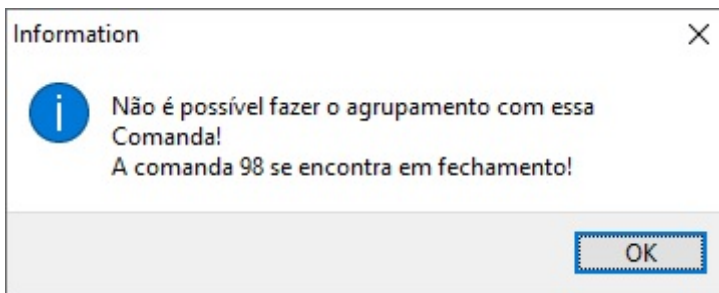 Information
Não é possível fazer o agrupamento com essa
Comanda!
A comanda 98 se encontra em fechamento!
OK